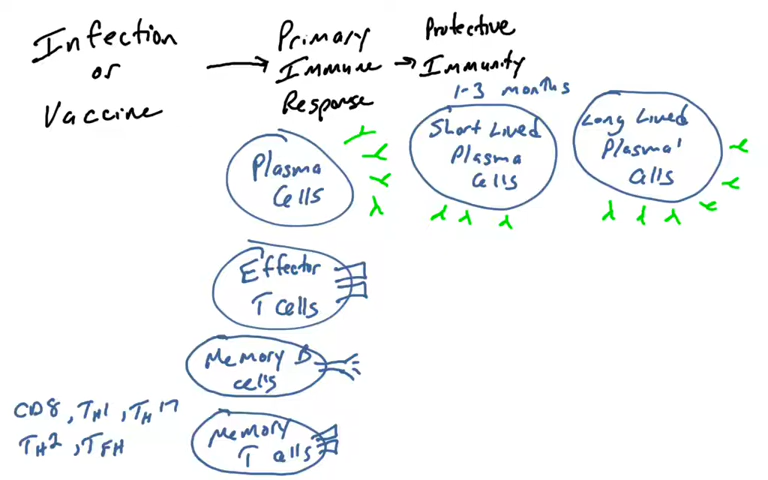 Infection
or
Vaccine
Primary
Immune
Response
Protective
Immunity
1-3 months
Plasma
Cells
Short Lived
Plasma
Cells
Long Lived
Plasma
Cells
Effector
T Cells
Memory B
cells
CD8, TH1, TH17
TH2, TFH
Memory
T Cells